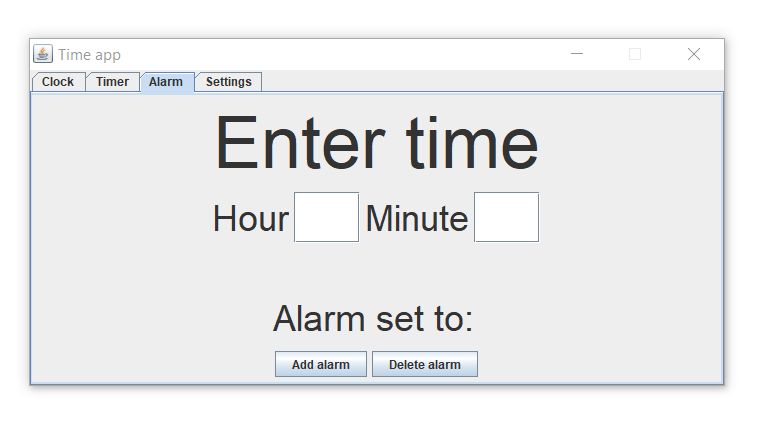 Time app
Clock Timer Alarm Settings
Enter time
Hour Minute
Alarm set to:
Add alarm Delete alarm